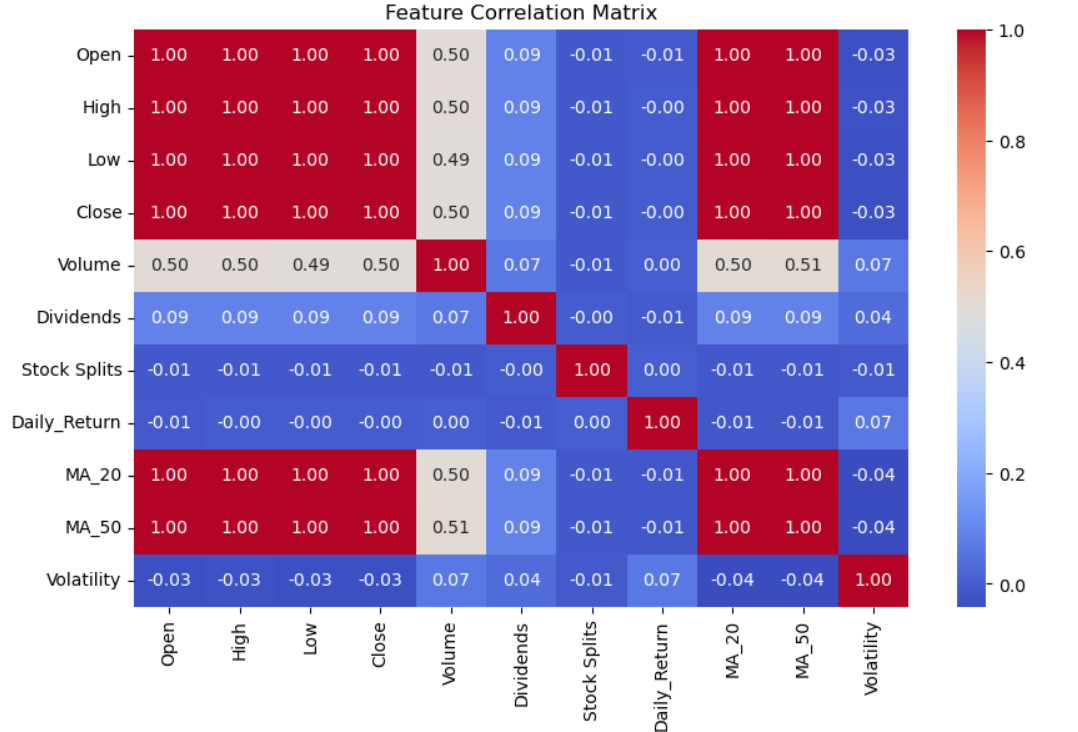 Feature Correlation Matrix
Open 1.00 1.00 1.00 1.00 0.50 0.09 -0.01 -0.01 1.00 1.00 -0.03
High 1.00 1.00 1.00 1.00 0.50 0.09 -0.01 -0.00 1.00 1.00 -0.03
Low 1.00 1.00 1.00 1.00 0.49 0.09 -0.01 -0.00 1.00 1.00 -0.03
Close 1.00 1.00 1.00 1.00 0.50 0.09 -0.01 -0.00 1.00 1.00 -0.03
Volume 0.50 0.50 0.49 0.50 1.00 0.07 -0.01 0.00 0.50 0.51 0.07
Dividends 0.09 0.09 0.09 0.09 0.07 1.00 -0.00 -0.01 0.09 0.09 0.04
Stock Splits -0.01 -0.01 -0.01 -0.01 -0.01 -0.00 1.00 0.00 -0.01 -0.01 -0.01
Daily_Return -0.01 -0.00 -0.00 -0.00 0.00 -0.01 0.00 1.00 -0.01 -0.01 0.07
MA_20 1.00 1.00 1.00 1.00 0.50 0.09 -0.01 -0.01 1.00 1.00 -0.04
MA_50 1.00 1.00 1.00 1.00 0.51 0.09 -0.01 -0.01 1.00 1.00 -0.04
Volatility -0.03 -0.03 -0.03 -0.03 0.07 0.04 -0.01 0.07 -0.04 -0.04 1.00
Open High Low Close Volume Dividends Stock Splits Daily_Return MA_20 MA_50 Volatility
1.0
0.8
0.6
0.4
0.2
0.0